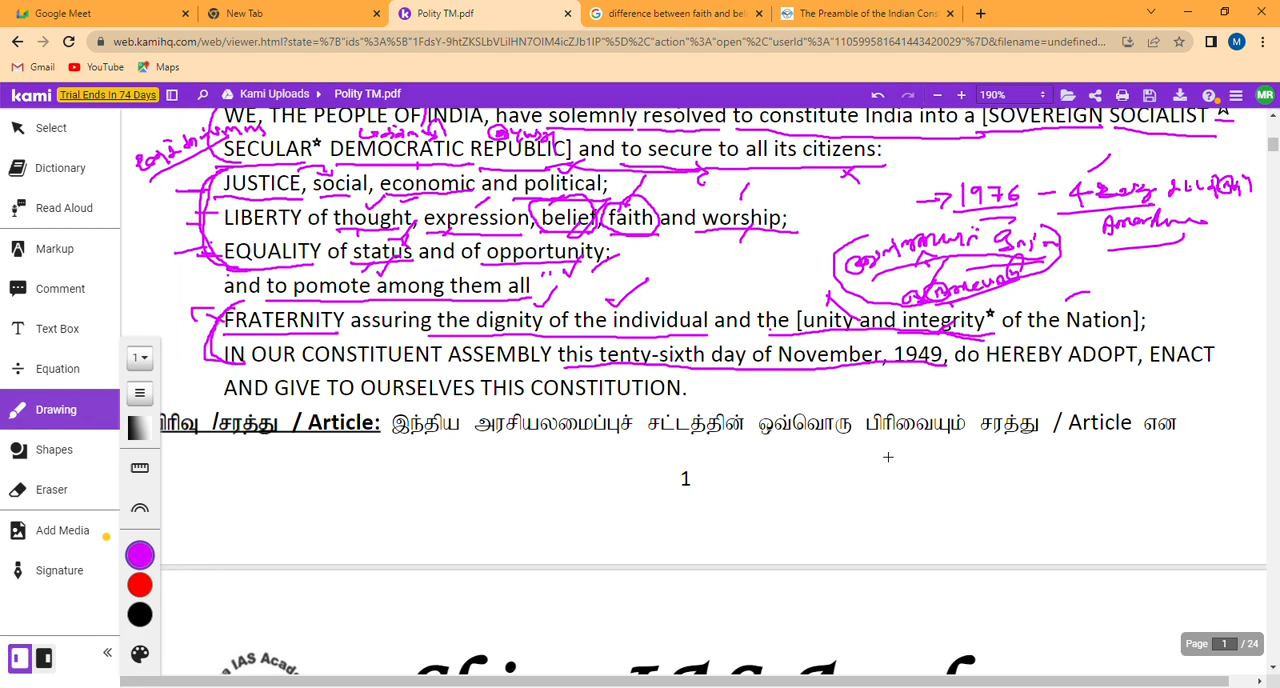 Google Meet
New Tab
Polity TM.pdf
difference between faith and bel
The Preamble of the Indian Cons
web.kamihq.com/web/viewer.html?state=%7B"ids"%3A%5B"1FdsY-9htZKSLbVLiIHN7OIM4icZJb1IP"%5D%2C"action"%3A"open"%2C"userId"%3A"110599581641443420029"%7D&filename=undefined...
M
Gmail
YouTube
Maps
kami
Trial Ends In 74 Days
Kami Uploads
Polity TM.pdf
190%
MR
Select
Dictionary
Read Aloud
Markup
Comment
Text Box
Equation
Drawing
Shapes
Eraser
Add Media
Signature
1
WE, THE PEOPLE OF INDIA, have solemnly resolved to constitute India into a [SOVEREIGN SOCIALIST *
SECULAR* DEMOCRATIC REPUBLIC] and to secure to all its citizens:
JUSTICE, social, economic and political;
1976 -
LIBERTY of thought, expression, belief, faith and worship;
EQUALITY of status and of opportunity;
and to pomote among them all
FRATERNITY assuring the dignity of the individual and the [unity and integrity* of the Nation];
IN OUR CONSTITUENT ASSEMBLY this tenty-sixth day of November, 1949, do HEREBY ADOPT, ENACT
AND GIVE TO OURSELVES THIS CONSTITUTION.
பிரிவு /சரத்து / Article: இந்திய அரசியலமைப்புச் சட்டத்தின் ஒவ்வொரு பிரிவையும் சரத்து / Article என
1
Page 1 / 24
IAS Acade